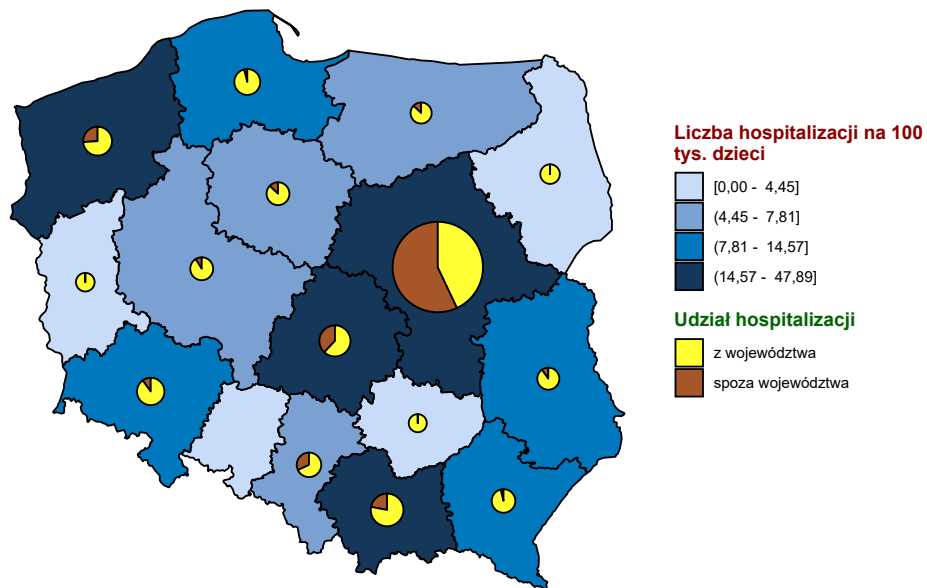 Liczba hospitalizacji na 100
tys. dzieci
[0,00 - 4,45]
(4,45 - 7,81]
(7,81 - 14,57]
(14,57 - 47,89]
Udział hospitalizacji
z województwa
spoza województwa